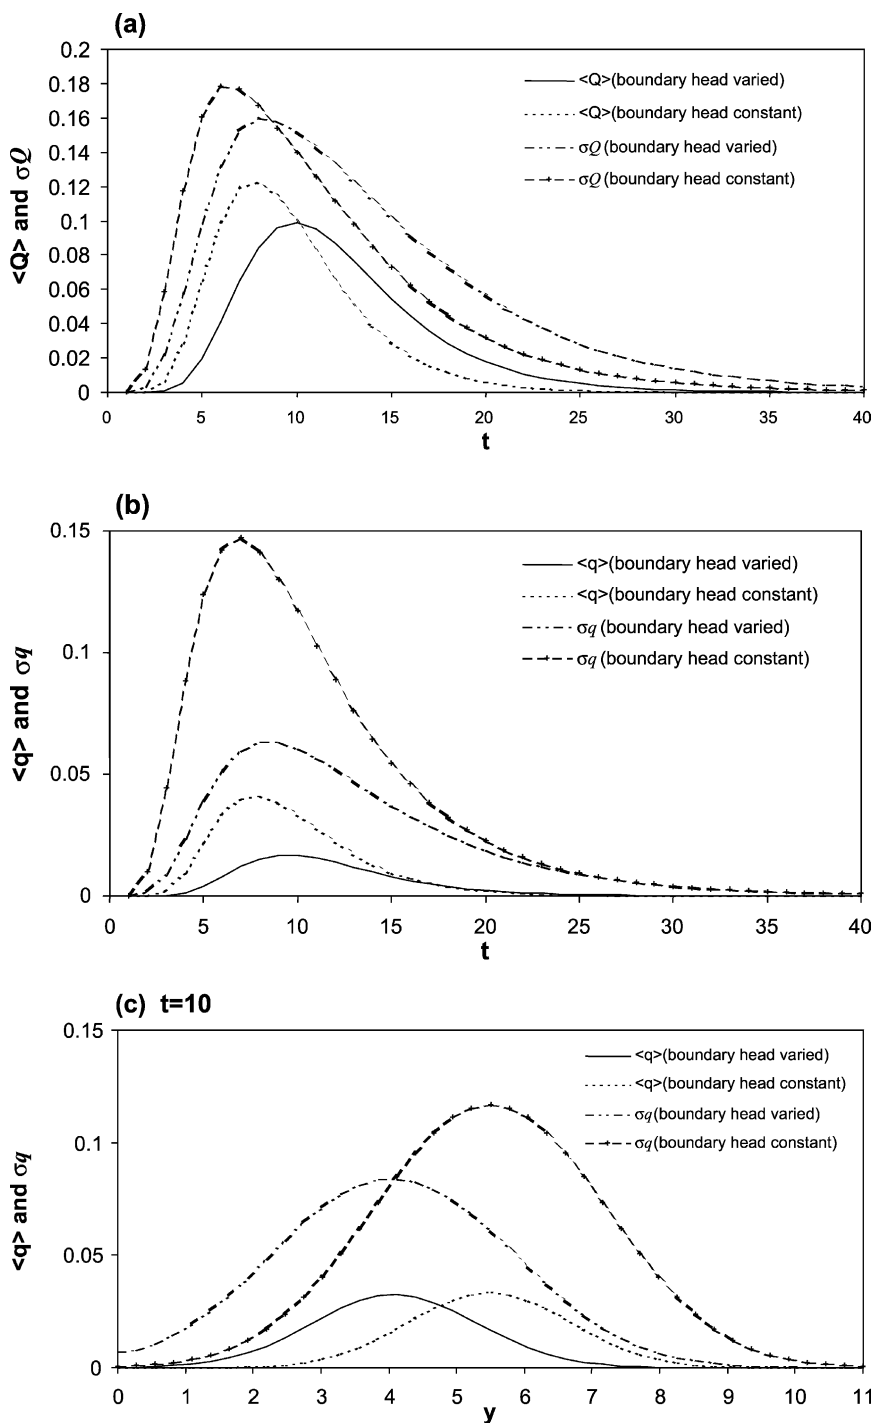 (a)
0.2
0.18
0.16
0.14
0.12
0.1
0.08
0.06
0.04
0.02
0
<Q> and σQ
<Q>(boundary head varied)
<Q>(boundary head constant)
σQ (boundary head varied)
σQ (boundary head constant)
0 5 10 15 20 25 30 35 40
t
(b)
0.15
0.1
0.05
0
<q> and σq
<q>(boundary head varied)
<q>(boundary head constant)
σq (boundary head varied)
σq (boundary head constant)
0 5 10 15 20 25 30 35 40
t
(c) t=10
0.15
0.1
0.05
0
<q> and σq
<q>(boundary head varied)
<q>(boundary head constant)
σq (boundary head varied)
σq (boundary head constant)
0 1 2 3 4 5 6 7 8 9 10 11
y